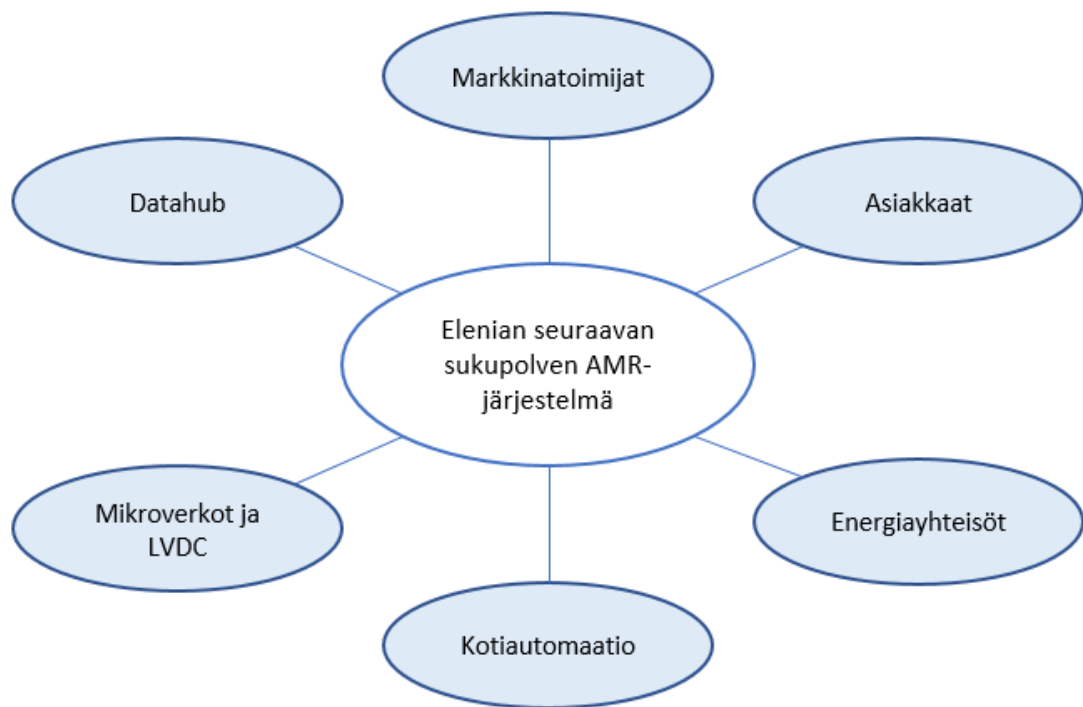 Markkinatoimijat
Datahub
Asiakkaat
Elenian seuraavan
sukupolven AMR-
järjestelmä
Mikroverkot ja
LVDC
Energiayhteisöt
Kotiautomaatio